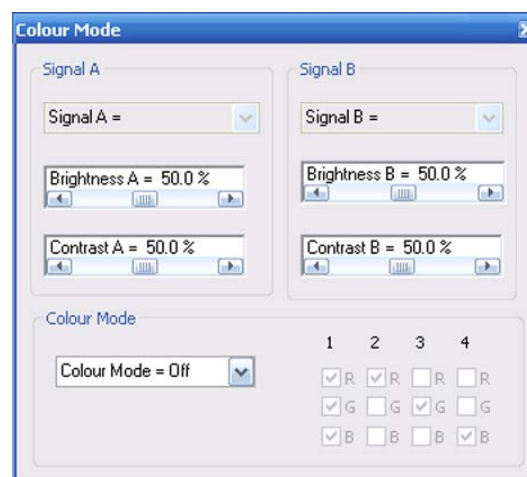 Colour Mode
Signal A
Signal B
Signal A =
Signal B =
Brightness A = 50.0 %
Brightness B = 50.0 %
Contrast A = 50.0 %
Contrast B = 50.0 %
Colour Mode
1 2 3 4
Colour Mode = Off
R R R R
G G G G
B B B B